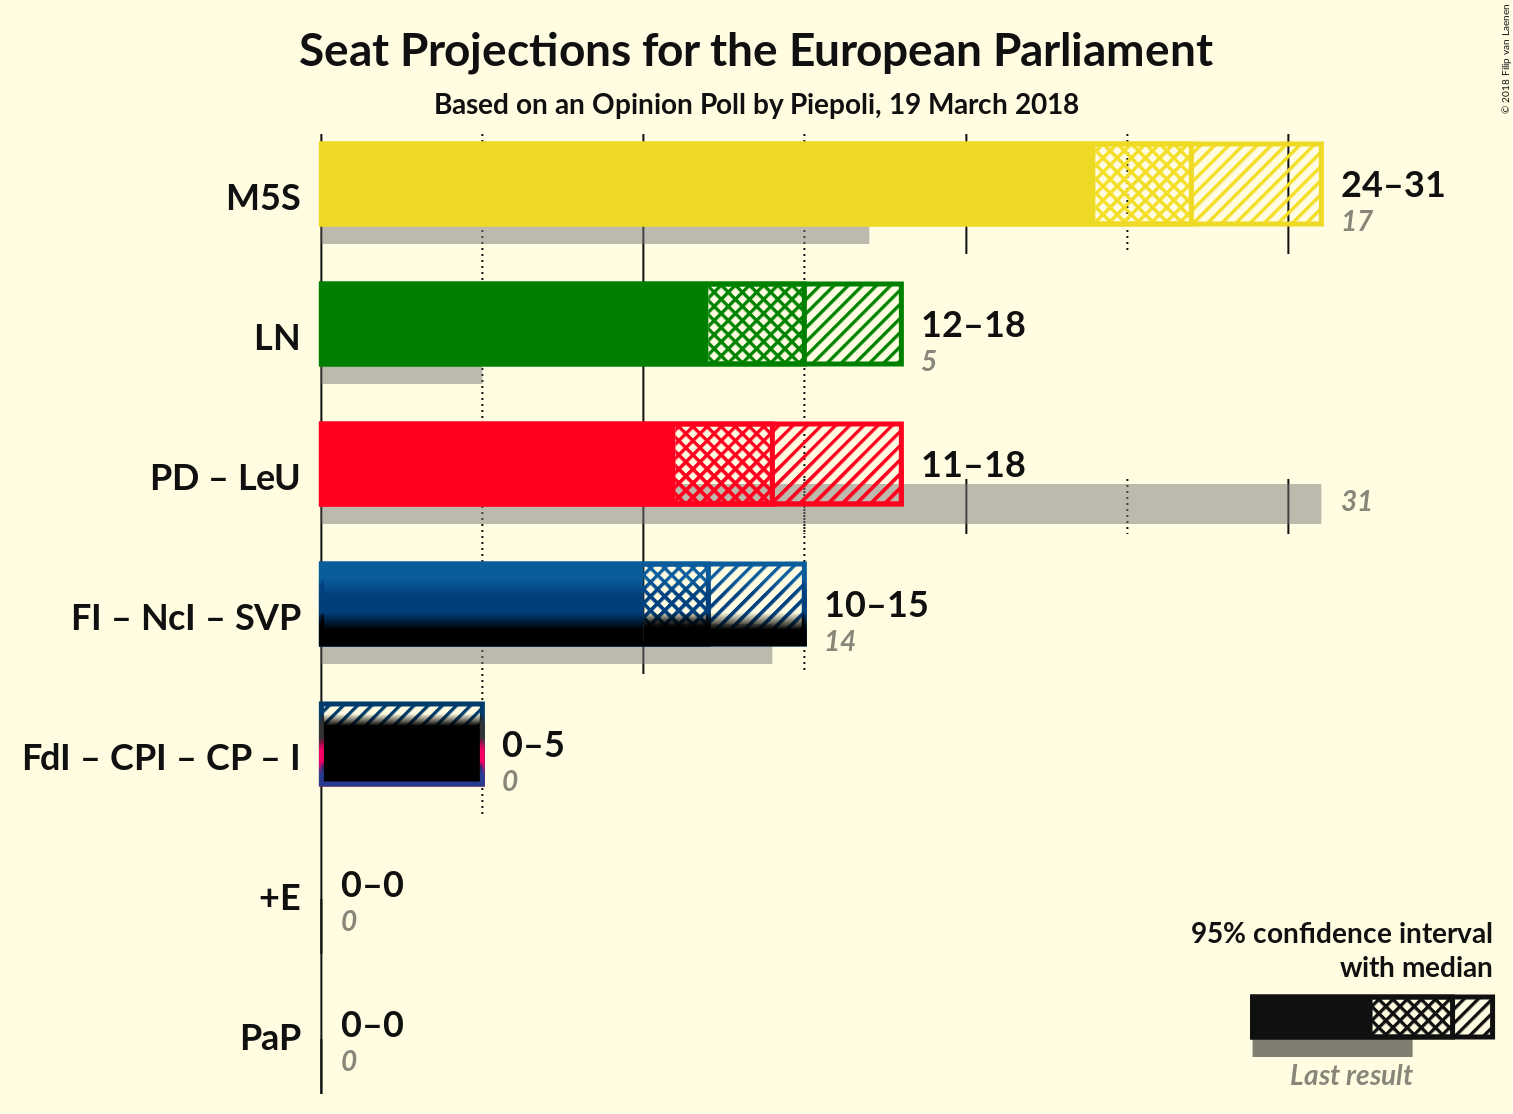 Seat Projections for the European Parliament
Based on an Opinion Poll by Piepoli, 19 March 2018
© 2018 Filip van Laenen
M5S
24–31
17
LN
12–18
5
PD – LeU
11–18
31
FI – NcI – SVP
10–15
14
FdI – CPI – CP – I
0–5
0
+E
0–0
0
PaP
0–0
0
95% confidence interval
with median
Last result